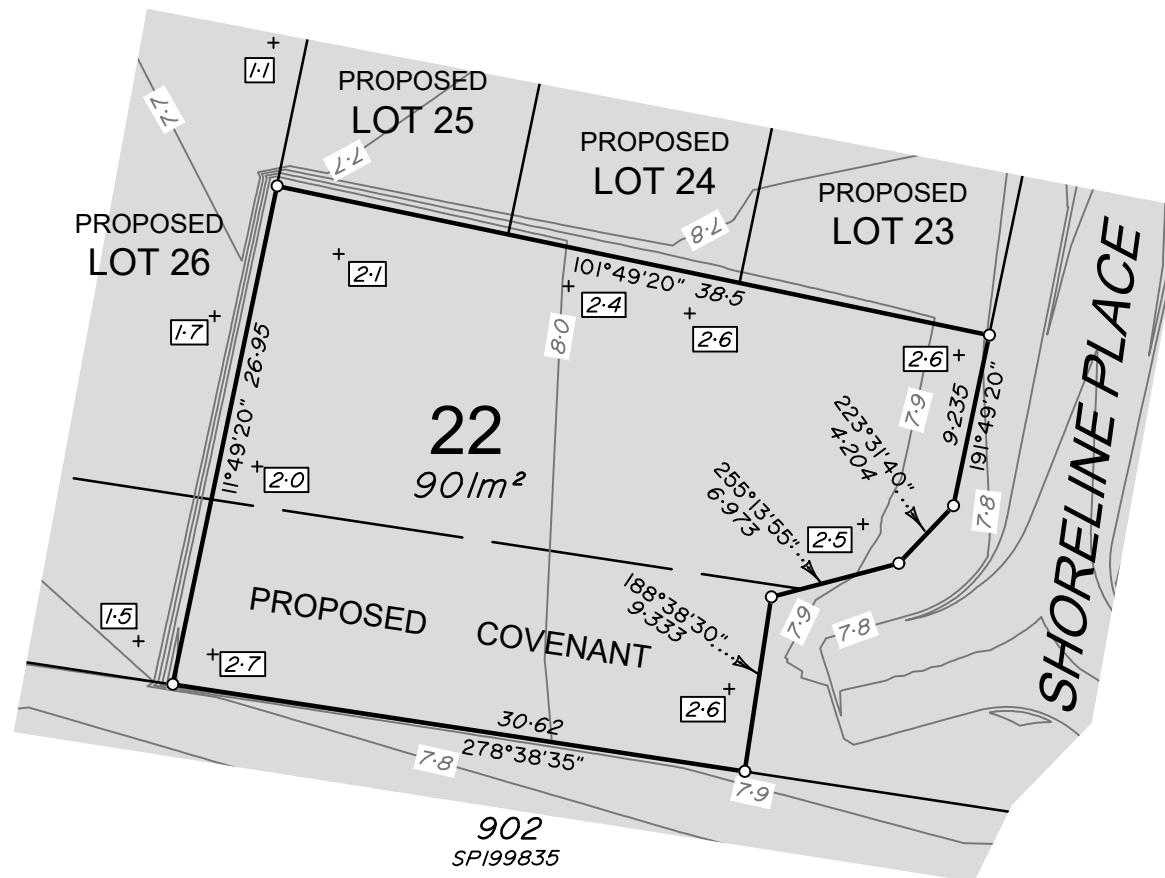 1·1
PROPOSED
LOT 25
7·7
7·7
PROPOSED
LOT 24
PROPOSED
LOT 23
7·8
PROPOSED
LOT 26
2·1
101°49'20" 38·5
2·4
2·6
2·6
1·7
8·0
7·9
11°49'20" 26·95
22
901m²
9·235
191°49'20"
223°31'40"
4·204
255°13'55"
6·973
2·0
2·5
7·8
SHORELINE PLACE
188°38'30"
9·333
PROPOSED COVENANT
1·5
2·7
7·9
7·8
2·6
30·62
278°38'35"
7·8
7·9
902
SP199835